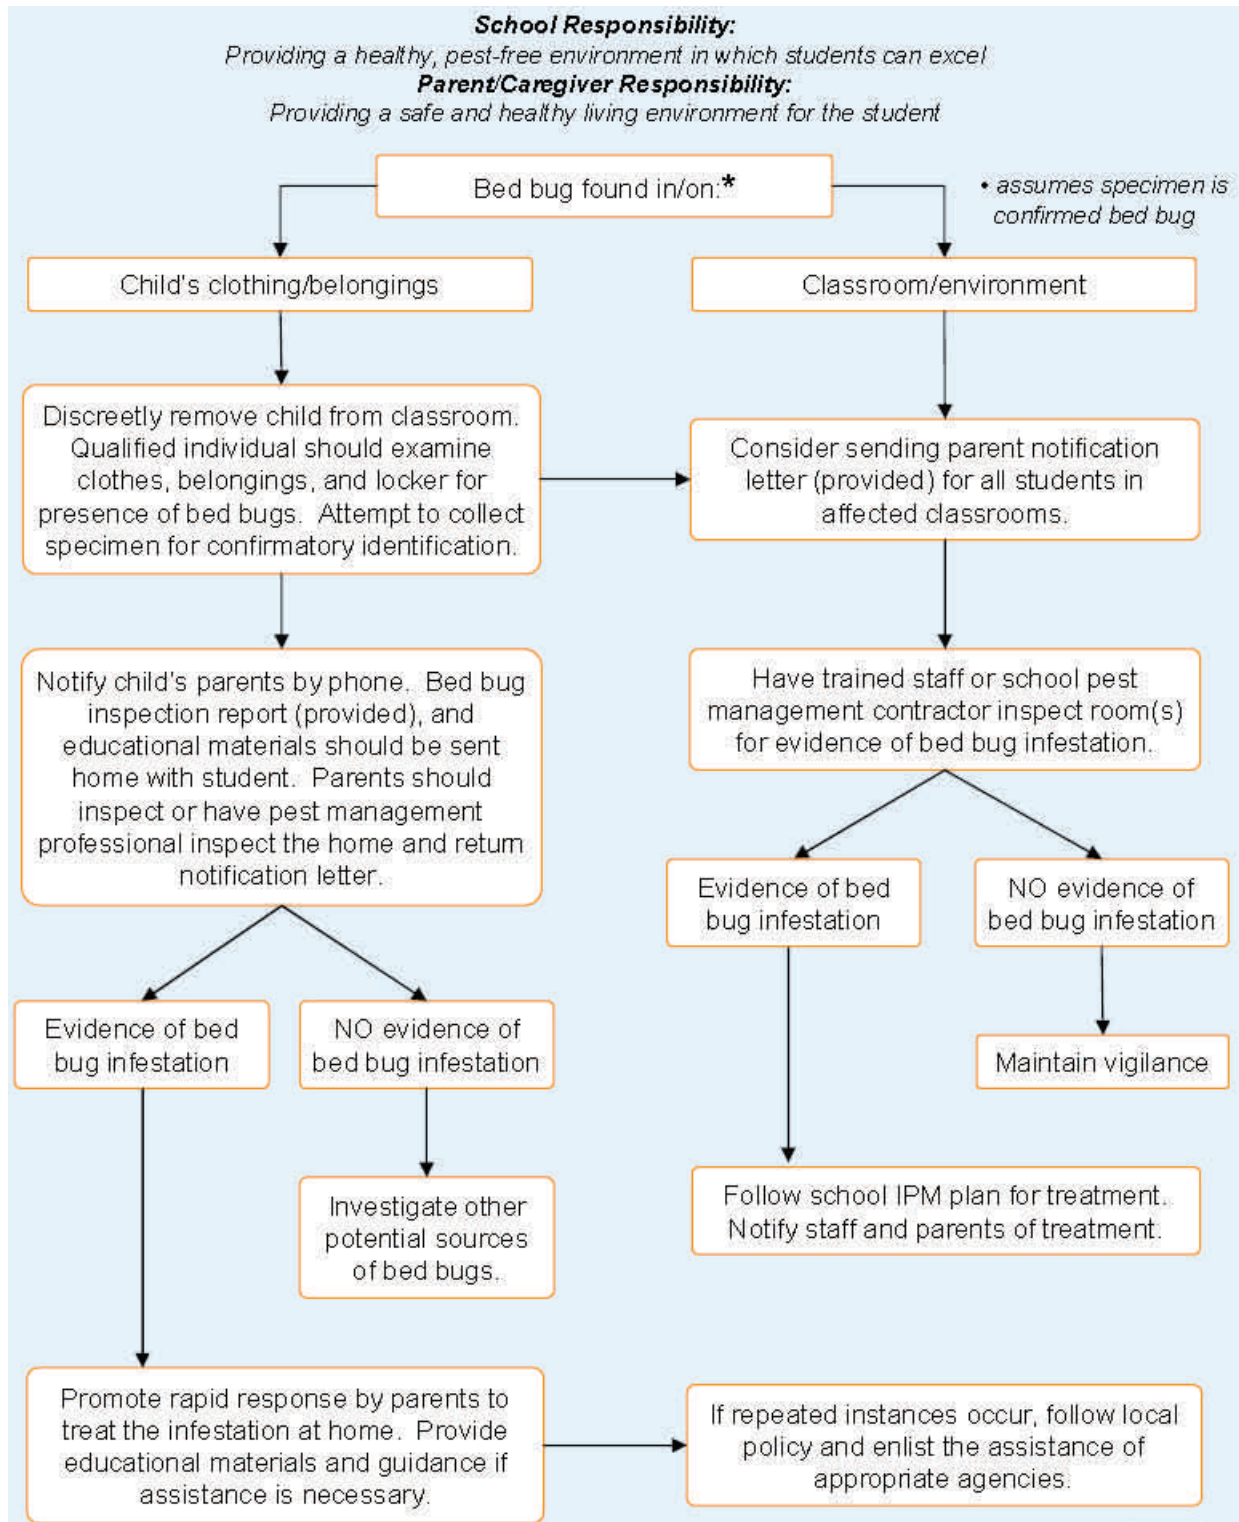 School Responsibility:
Providing a healthy, pest-free environment in which students can excel
Parent/Caregiver Responsibility:
Providing a safe and healthy living environment for the student
Bed bug found in/on:*
• assumes specimen is
confirmed bed bug
Child's clothing/belongings
Classroom/environment
Discreetly remove child from classroom.
Qualified individual should examine
clothes, belongings, and locker for
presence of bed bugs. Attempt to collect
specimen for confirmatory identification.
Consider sending parent notification
letter (provided) for all students in
affected classrooms.
Notify child's parents by phone. Bed bug
inspection report (provided), and
educational materials should be sent
home with student. Parents should
inspect or have pest management
professional inspect the home and return
notification letter.
Have trained staff or school pest
management contractor inspect room(s)
for evidence of bed bug infestation.
Evidence of bed
bug infestation
NO evidence of
bed bug infestation
Evidence of bed
bug infestation
NO evidence of
bed bug infestation
Maintain vigilance
Investigate other
potential sources
of bed bugs.
Follow school IPM plan for treatment.
Notify staff and parents of treatment.
Promote rapid response by parents to
treat the infestation at home. Provide
educational materials and guidance if
assistance is necessary.
If repeated instances occur, follow local
policy and enlist the assistance of
appropriate agencies.